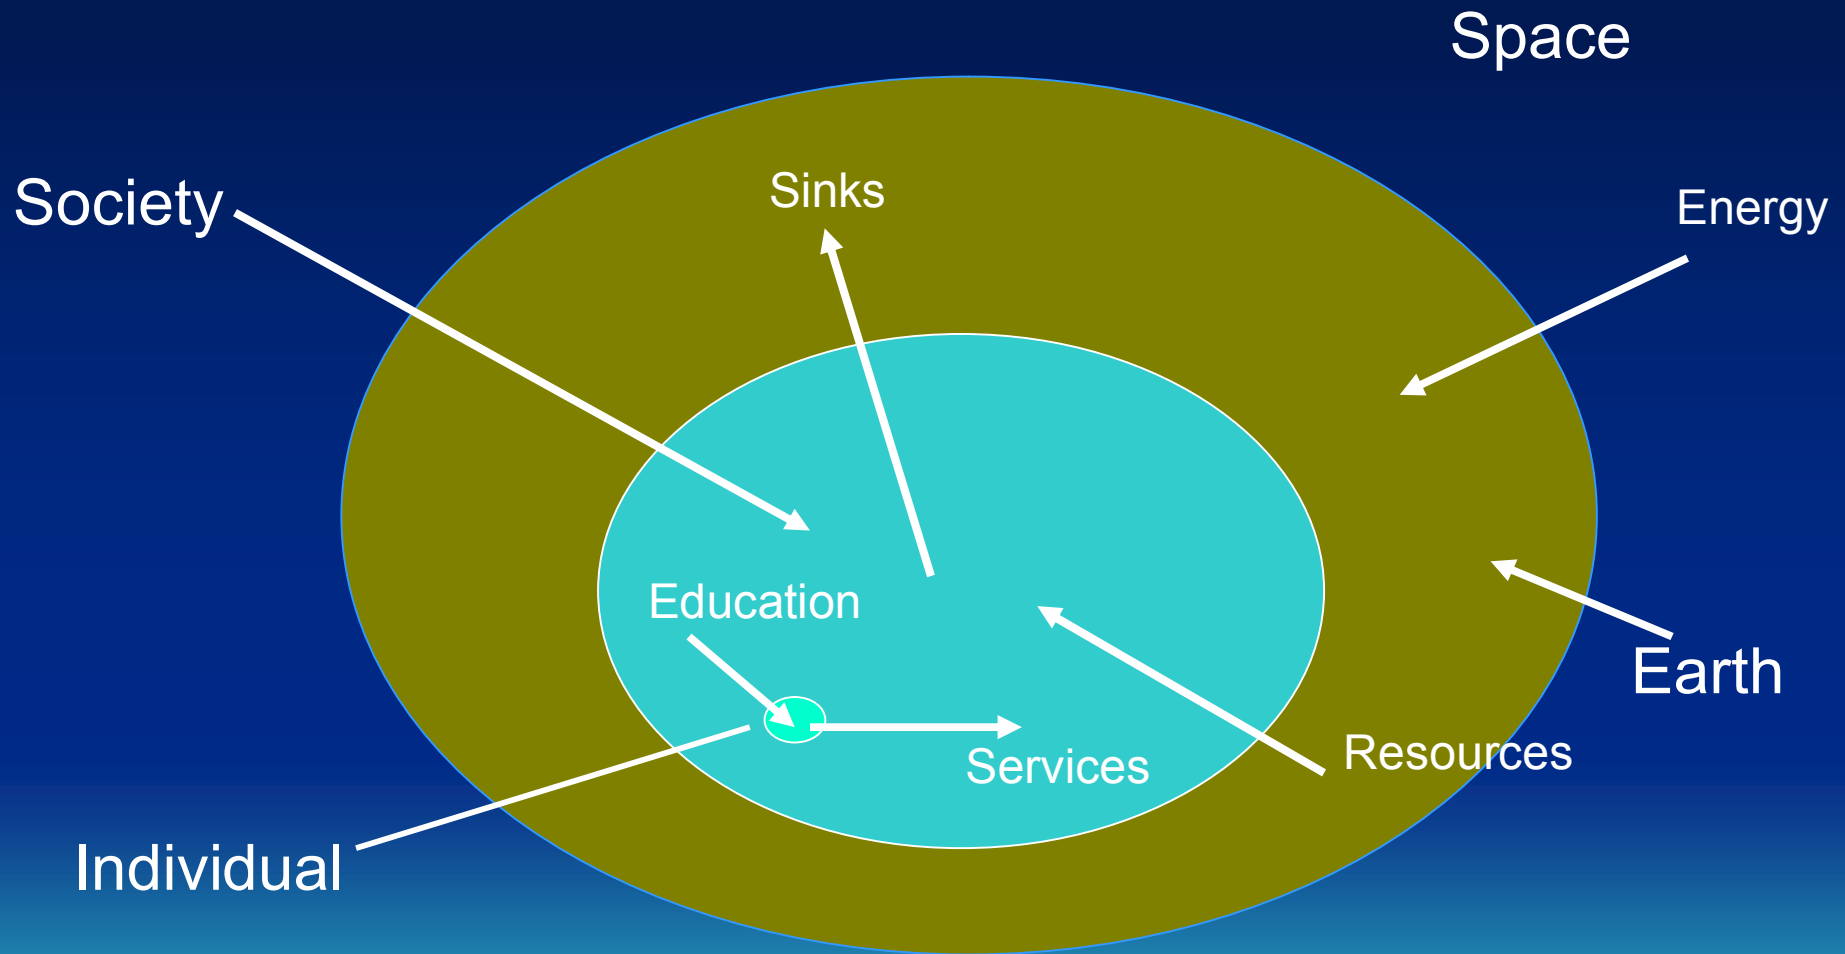 Space
Society
Sinks
Energy
Education
Earth
Services
Resources
Individual